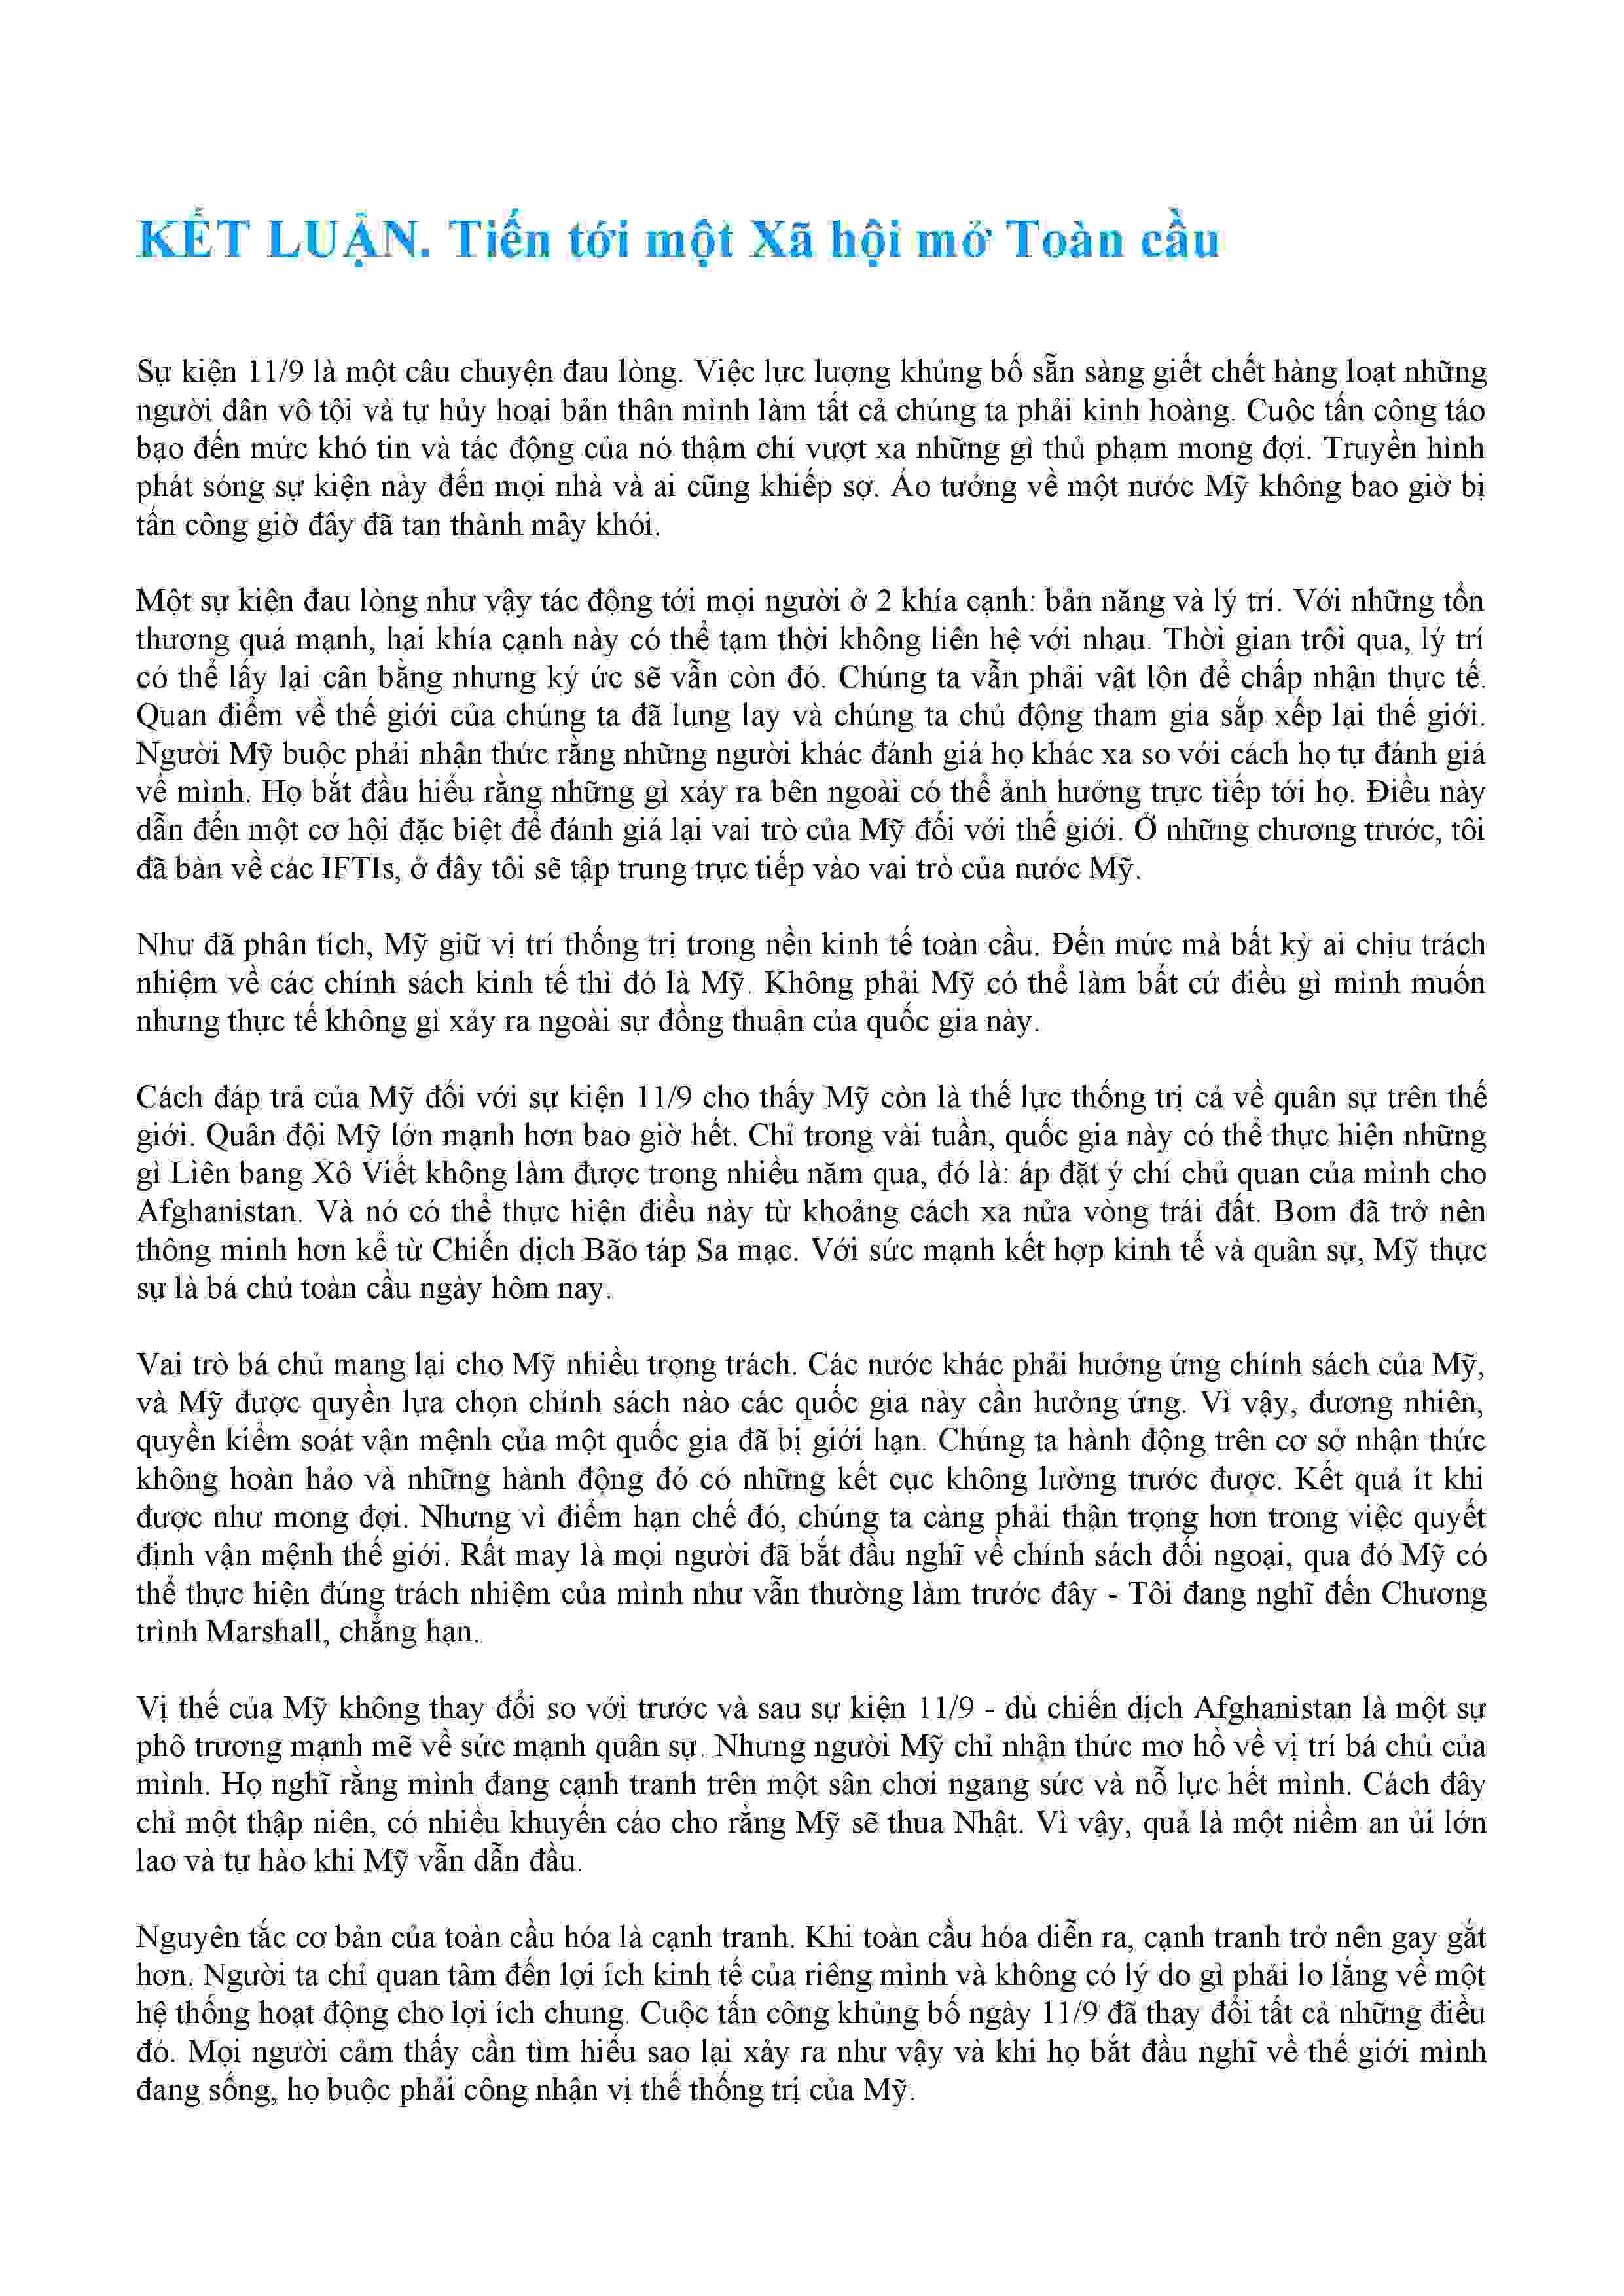 KẾT LUẬN. Tiến tới một Xã hội mở Toàn cầu
Sự kiện 11/9 là một câu chuyện đau lòng. Việc lực lượng khủng bố sẵn sàng giết chết hàng loạt những
người dân vô tội và tự hủy hoại bản thân mình làm tất cả chúng ta phải kinh hoàng. Cuộc tấn công táo
bạo đến mức khó tin và tác động của nó thậm chí vượt xa những gì thủ phạm mong đợi. Truyền hình
phát sóng sự kiện này đến mọi nhà và ai cũng khiếp sợ. Ảo tưởng về một nước Mỹ không bao giờ bị
tấn công giờ đây đã tan thành mây khói.
Một sự kiện đau lòng như vậy tác động tới mọi người ở 2 khía cạnh: bản năng và lý trí. Với những tổn
thương quá mạnh, hai khía cạnh này có thể tạm thời không liên hệ với nhau. Thời gian trôi qua, lý trí
có thể lấy lại cân bằng nhưng ký ức sẽ vẫn còn đó. Chúng ta vẫn phải vật lộn để chấp nhận thực tế.
Quan điểm về thế giới của chúng ta đã lung lay và chúng ta chủ động tham gia sắp xếp lại thế giới.
Người Mỹ buộc phải nhận thức rằng những người khác đánh giá họ khác xa so với cách họ tự đánh giá
về mình. Họ bắt đầu hiểu rằng những gì xảy ra bên ngoài có thể ảnh hưởng trực tiếp tới họ. Điều này
dẫn đến một cơ hội đặc biệt để đánh giá lại vai trò của Mỹ đối với thế giới. Ở những chương trước, tôi
đã bàn về các IFTIs, ở đây tôi sẽ tập trung trực tiếp vào vai trò của nước Mỹ.
Như đã phân tích, Mỹ giữ vị trí thống trị trong nền kinh tế toàn cầu. Đến mức mà bất kỳ ai chịu trách
nhiệm về các chính sách kinh tế thì đó là Mỹ. Không phải Mỹ có thể làm bất cứ điều gì mình muốn
nhưng thực tế không gì xảy ra ngoài sự đồng thuận của quốc gia này.
Cách đáp trả của Mỹ đối với sự kiện 11/9 cho thấy Mỹ còn là thế lực thống trị cả về quân sự trên thế
giới. Quân đội Mỹ lớn mạnh hơn bao giờ hết. Chỉ trong vài tuần, quốc gia này có thể thực hiện những
gì Liên bang Xô Viết không làm được trong nhiều năm qua, đó là: áp đặt ý chí chủ quan của mình cho
Afghanistan. Và nó có thể thực hiện điều này từ khoảng cách xa nửa vòng trái đất. Bom đã trở nên
thông minh hơn kể từ Chiến dịch Bão táp Sa mạc. Với sức mạnh kết hợp kinh tế và quân sự, Mỹ thực
sự là bá chủ toàn cầu ngày hôm nay.
Vai trò bá chủ mang lại cho Mỹ nhiều trọng trách. Các nước khác phải hưởng ứng chính sách của Mỹ,
và Mỹ được quyền lựa chọn chính sách nào các quốc gia này cần hưởng ứng. Vì vậy, đương nhiên,
quyền kiểm soát vận mệnh của một quốc gia đã bị giới hạn. Chúng ta hành động trên cơ sở nhận thức
không hoàn hảo và những hành động đó có những kết cục không lường trước được. Kết quả ít khi
được như mong đợi. Nhưng vì điểm hạn chế đó, chúng ta càng phải thận trọng hơn trong việc quyết
định vận mệnh thế giới. Rất may là mọi người đã bắt đầu nghĩ về chính sách đối ngoại, qua đó Mỹ có
thể thực hiện đúng trách nhiệm của mình như vẫn thường làm trước đây - Tôi đang nghĩ đến Chương
trình Marshall, chẳng hạn.
Vị thế của Mỹ không thay đổi so với trước và sau sự kiện 11/9 - dù chiến dịch Afghanistan là một sự
phô trương mạnh mẽ về sức mạnh quân sự. Nhưng người Mỹ chỉ nhận thức mơ hồ về vị trí bá chủ của
mình. Họ nghĩ rằng mình đang cạnh tranh trên một sân chơi ngang sức và nỗ lực hết mình. Cách đây
chỉ một thập niên, có nhiều khuyến cáo cho rằng Mỹ sẽ thua Nhật. Vì vậy, quả là một niềm an ủi lớn
lao và tự hào khi Mỹ vẫn dẫn đầu.
Nguyên tắc cơ bản của toàn cầu hóa là cạnh tranh. Khi toàn cầu hóa diễn ra, cạnh tranh trở nên gay gắt
hơn. Người ta chỉ quan tâm đến lợi ích kinh tế của riêng mình và không có lý do gì phải lo lắng về một
hệ thống hoạt động cho lợi ích chung. Cuộc tấn công khủng bố ngày 11/9 đã thay đổi tất cả những điều
đó. Mọi người cảm thấy cần tìm hiểu sao lại xảy ra như vậy và khi họ bắt đầu nghĩ về thế giới mình
đang sống, họ buộc phải công nhận vị thế thống trị của Mỹ.